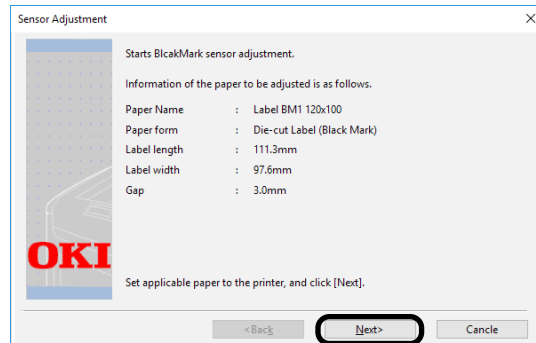 Sensor Adjustment
Starts BlcakMark sensor adjustment.
Information of the paper to be adjusted is as follows.
Paper Name : Label BM1 120x100
Paper form : Die-cut Label (Black Mark)
Label length : 111.3mm
Label width : 97.6mm
Gap : 3.0mm
OKI
Set applicable paper to the printer, and click [Next].
<Back Next> Cancle